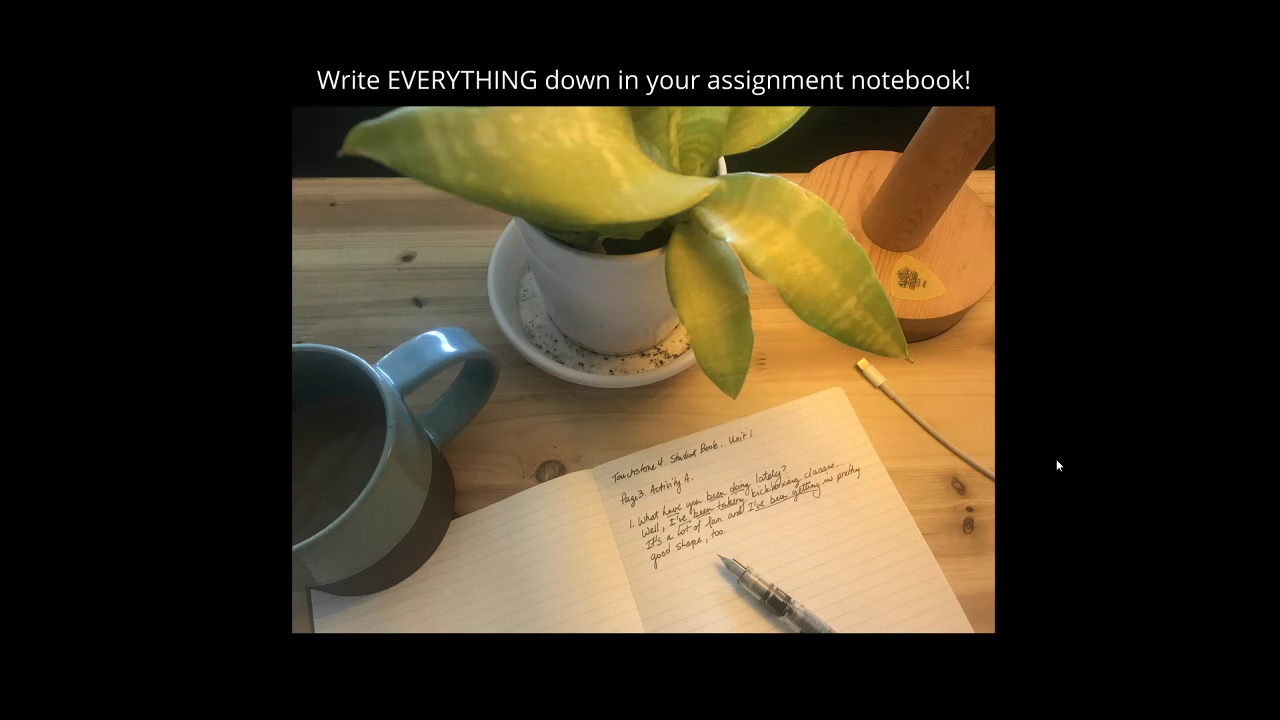 Write EVERYTHING down in your assignment notebook!
Touchstone 4. Student Book. Unit 1.
Page 3. Activity A.
1. What have you been doing lately?
Well, I've been taking kickboxing classes...
It's a lot of fun and I've been getting in pretty
good shape, too.